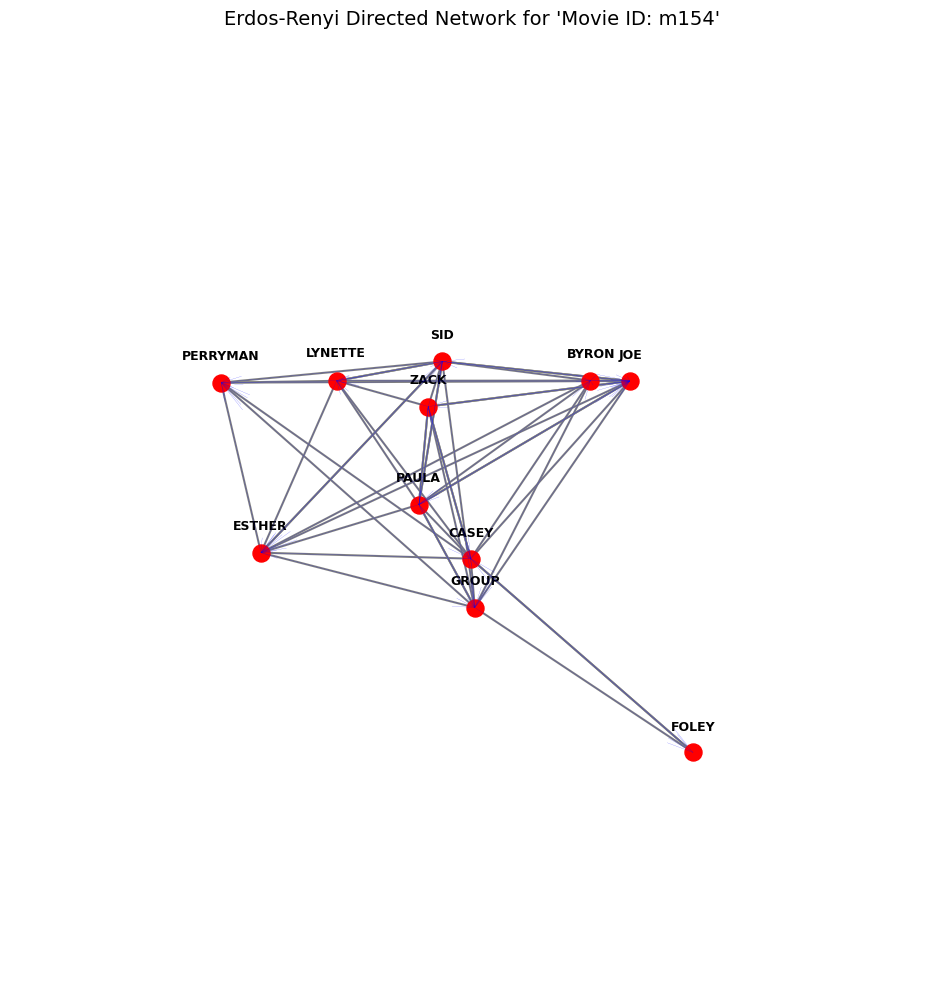 Erdos-Renyi Directed Network for 'Movie ID: m154'
SID
PERRYMAN
LYNETTE
BYRON
JOE
ZACK
PAULA
ESTHER
CASEY
GROUP
FOLEY